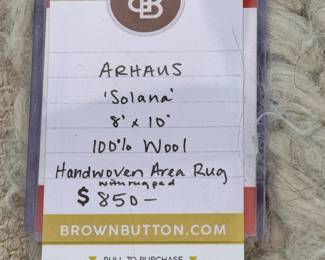 B
ARHAUS
'Solana'
8' x 10'
100% Wool
Handwoven Area Rug
with rug pad
$850-
BROWNBUTTON.COM
PULL TO PURCHASE